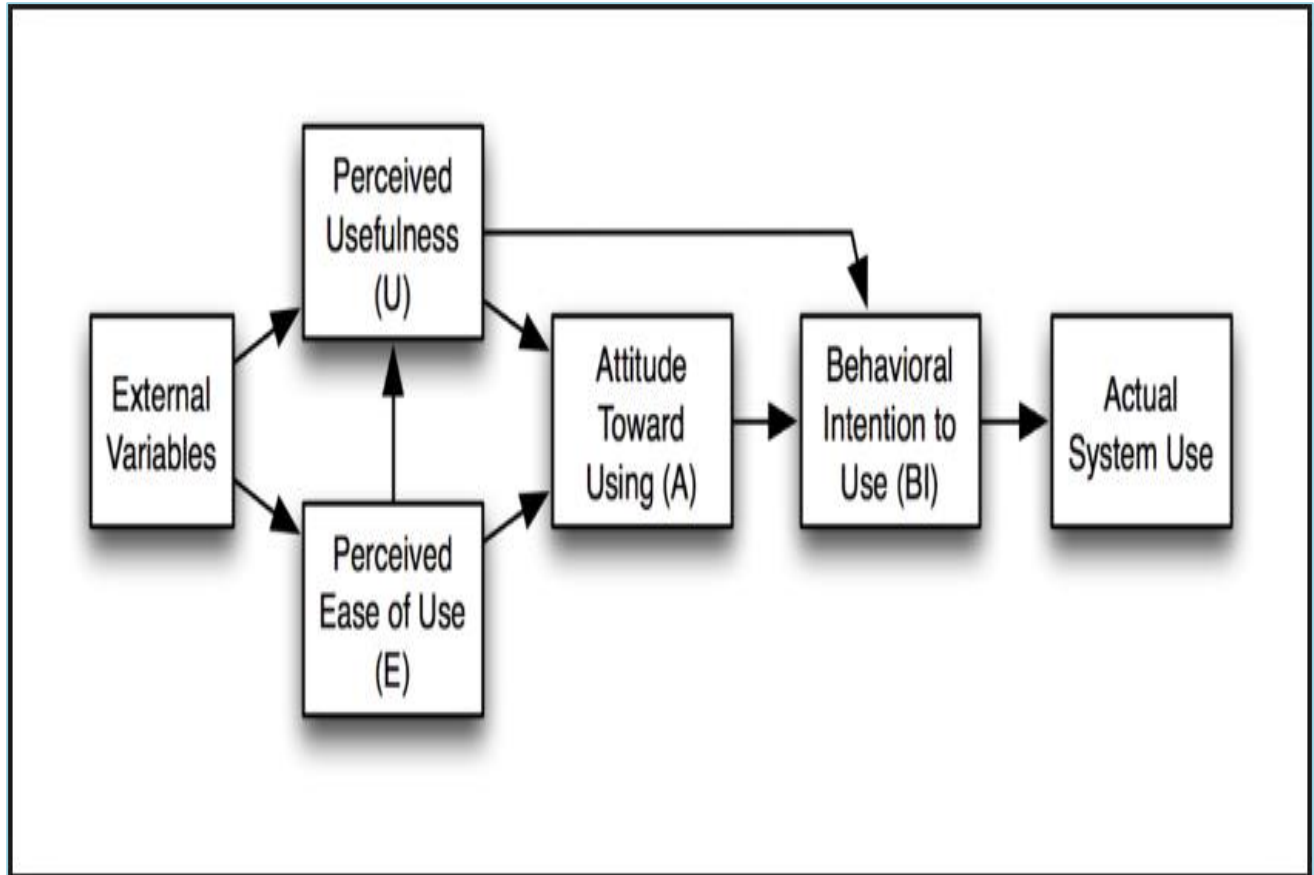 Perceived
Usefulness
(U)
External
Variables
Perceived
Ease of Use
(E)
Attitude
Toward
Using (A)
Behavioral
Intention to
Use (BI)
Actual
System Use